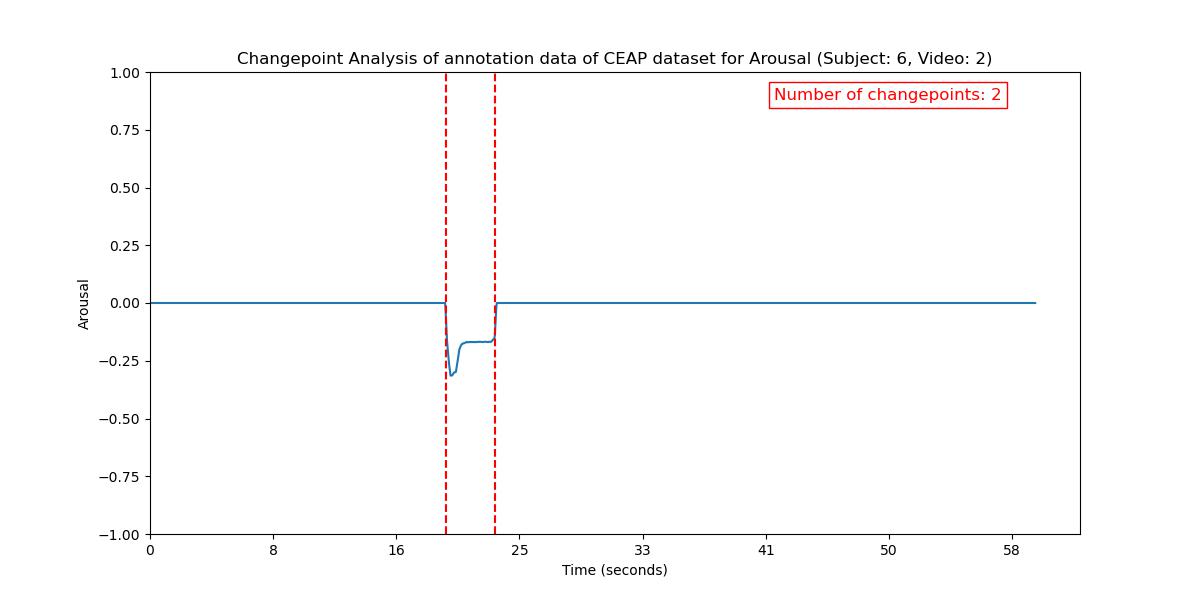 Changepoint Analysis of annotation data of CEAP dataset for Arousal (Subject: 6, Video: 2)
Number of changepoints: 2
1.00
0.75
0.50
0.25
0.00
−0.25
−0.50
−0.75
−1.00
Arousal
0 8 16 25 33 41 50 58
Time (seconds)